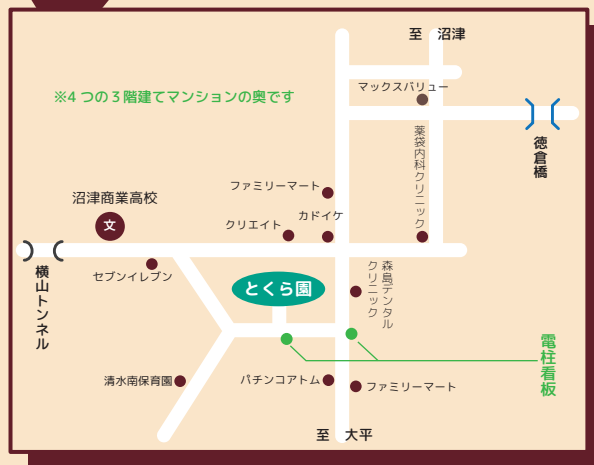 至 沼津
マックスバリュー
※4つの3階建てマンションの奥です
徳倉橋
薬袋内科クリニック
ファミリーマート
沼津商業高校
カドイケ
クリエイト
文
セブンイレブン
横山トンネル
森島デンタル
クリニック
とくら園
電柱看板
清水南保育園
パチンコアトム
ファミリーマート
至 大平